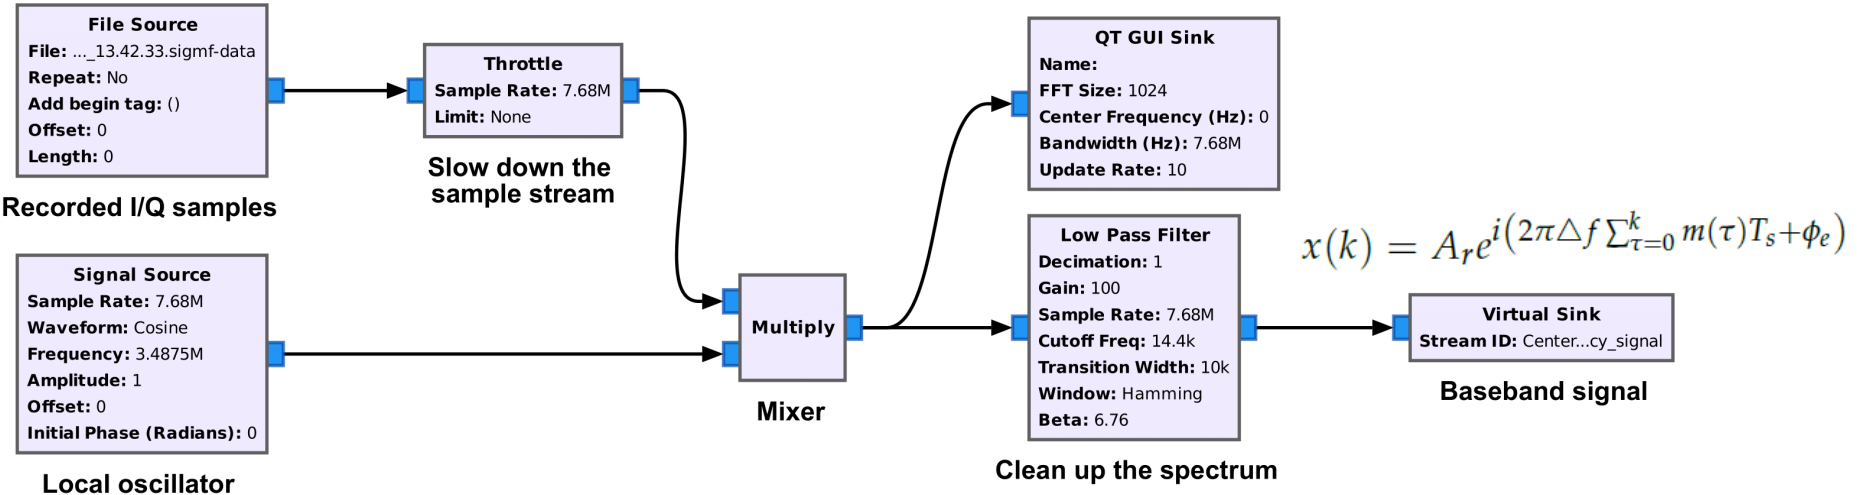 File Source
File: ..._13.42.33.sigmf-data
Repeat: No
Add begin tag: ()
Offset: 0
Length: 0
Recorded I/Q samples
Throttle
Sample Rate: 7.68M
Limit: None
Slow down the
sample stream
Signal Source
Sample Rate: 7.68M
Waveform: Cosine
Frequency: 3.4875M
Amplitude: 1
Offset: 0
Initial Phase (Radians): 0
Local oscillator
Multiply
Mixer
QT GUI Sink
Name:
FFT Size: 1024
Center Frequency (Hz): 0
Bandwidth (Hz): 7.68M
Update Rate: 10
Low Pass Filter
Decimation: 1
Gain: 100
Sample Rate: 7.68M
Cutoff Freq: 14.4k
Transition Width: 10k
Window: Hamming
Beta: 6.76
Clean up the spectrum
x(k) = A_r e^{i(2π△f ∑_{τ=0}^{k} m(τ)T_s+ϕ_e)}
Virtual Sink
Stream ID: Center...cy_signal
Baseband signal